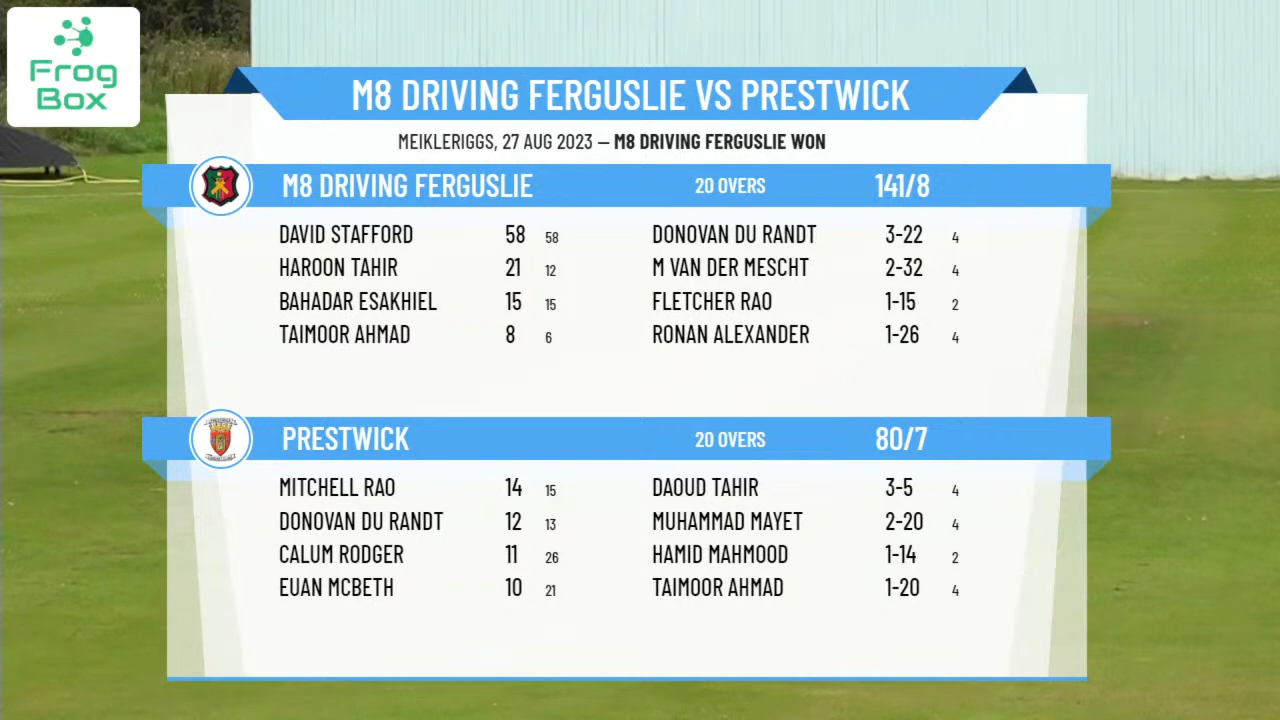 Frog
Box
M8 DRIVING FERGUSLIE VS PRESTWICK
MEIKLERIGGS, 27 AUG 2023 – M8 DRIVING FERGUSLIE WON
M8 DRIVING FERGUSLIE 20 OVERS 141/8
DAVID STAFFORD 58 58 DONOVAN DU RANDT 3-22 4
HAROON TAHIR 21 12 M VAN DER MESCHT 2-32 4
BAHADAR ESAKHIEL 15 15 FLETCHER RAO 1-15 2
TAIMOOR AHMAD 8 6 RONAN ALEXANDER 1-26 4
PRESTWICK 20 OVERS 80/7
MITCHELL RAO 14 15 DAOUD TAHIR 3-5 4
DONOVAN DU RANDT 12 13 MUHAMMAD MAYET 2-20 4
CALUM RODGER 11 26 HAMID MAHMOOD 1-14 2
EUAN MCBETH 10 21 TAIMOOR AHMAD 1-20 4